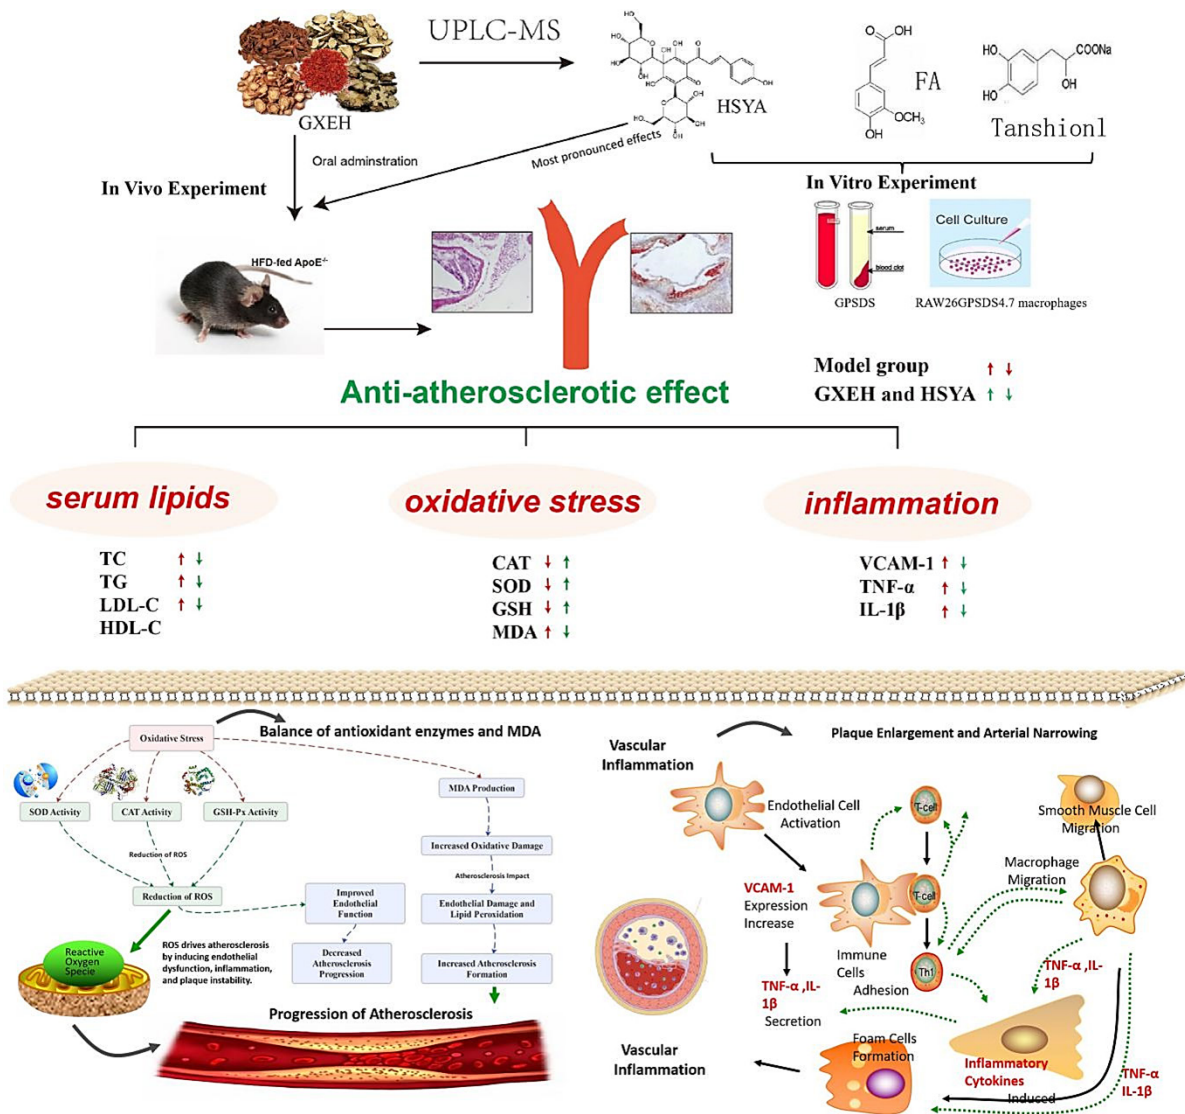 UPLC-MS
GXEH
HSYA
FA
Tanshionl
OH
HO
O
OCH₃
COONa
Oral adminstration
Most pronounced effects
In Vivo Experiment
In Vitro Experiment
HFD-fed ApoE⁻/⁻
serum
blood clot
GPSDS
Cell Culture
RAW26GPSDS4.7 macrophages
Model group ↑ ↓
GXEH and HSYA ↑ ↓
Anti-atherosclerotic effect
serum lipids
TC ↑ ↓
TG ↑ ↓
LDL-C ↑ ↓
HDL-C
oxidative stress
CAT ↓ ↑
SOD ↓ ↑
GSH ↓ ↑
MDA ↑ ↓
inflammation
VCAM-1 ↑ ↓
TNF-α ↑ ↓
IL-1β ↑ ↓
Oxidative Stress
Balance of antioxidant enzymes and MDA
SOD Activity
CAT Activity
GSH-Px Activity
MDA Production
Reduction of ROS
Reduction of ROS
Increased Oxidative Damage
Atherosclerosis Impact
Improved
Endothelial
Function
Endothelial Damage and
Lipid Peroxidation
Decreased
Atherosclerosis
Progression
Increased Atherosclerosis
Formation
Reactive
Oxygen
Specie
ROS drives atherosclerosis
by inducing endothelial
dysfunction, inflammation,
and plaque instability.
Progression of Atherosclerosis
Vascular
Inflammation
Plaque Enlargement and Arterial Narrowing
Endothelial Cell
Activation
T-cell
Smooth Muscle Cell
Migration
Macrophage
Migration
VCAM-1
Expression
Increase
T-cell
Immune
Cells
Adhesion
Th1
TNF-α ,IL-
1β
Secretion
TNF-α ,IL-
1β
Foam Cells
Formation
Inflammatory
Cytokines
Induced
TNF-α
IL-1β
Vascular
Inflammation